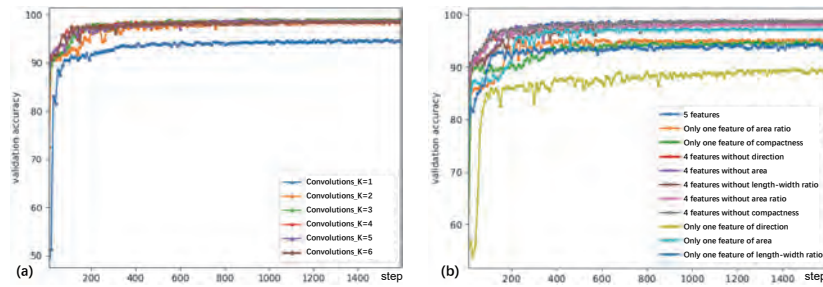 100
90
80
70
60
50
validation accuracy
Convolutions_K=1
Convolutions_K=2
Convolutions_K=3
Convolutions_K=4
Convolutions_K=5
Convolutions_K=6
(a)
200 400 600 800 1000 1200 1400 step
100
90
80
70
60
validation accuracy
5 features
Only one feature of area ratio
Only one feature of compactness
4 features without direction
4 features without area
4 features without length-width ratio
4 features without area ratio
4 features without compactness
Only one feature of direction
Only one feature of area
Only one feature of length-width ratio
(b)
200 400 600 800 1000 1200 1400 step